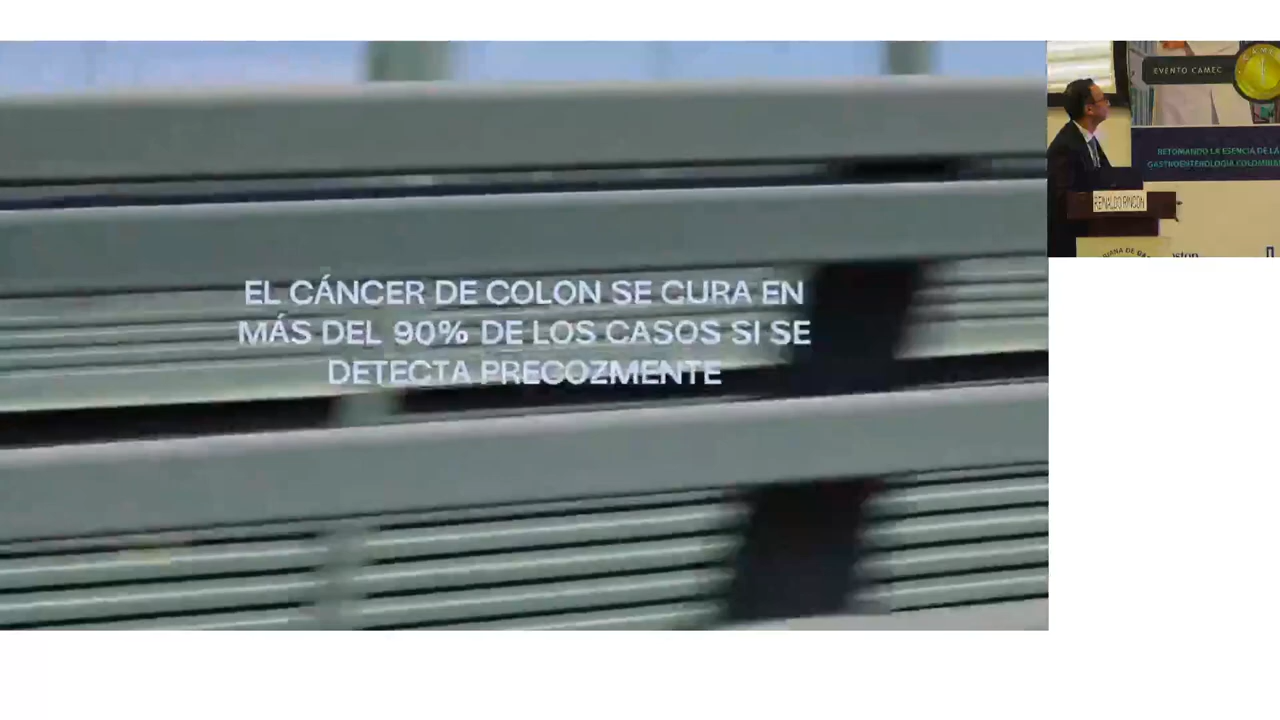 EL CÁNCER DE COLON SE CURA EN
MÁS DEL 90% DE LOS CASOS SI SE
DETECTA PRECOZMENTE
EVENTO CAMEC
RETOMANDO LA ESENCIA DE LA
GASTROENTEROLOGÍA
REINALDO RINCÓN